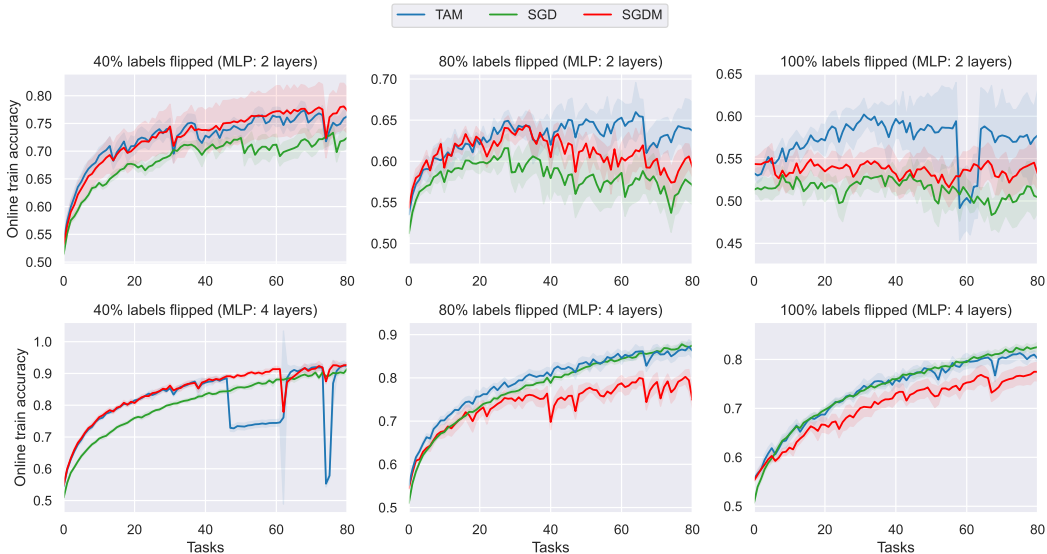 TAM SGD SGDM
40% labels flipped (MLP: 2 layers) 80% labels flipped (MLP: 2 layers) 100% labels flipped (MLP: 2 layers)
Online train accuracy
0.80
0.75
0.70
0.65
0.60
0.55
0.50
0 20 40 60 80
0.70
0.65
0.60
0.55
0.50
0 20 40 60 80
0.65
0.60
0.55
0.50
0.45
0 20 40 60 80
40% labels flipped (MLP: 4 layers) 80% labels flipped (MLP: 4 layers) 100% labels flipped (MLP: 4 layers)
Online train accuracy
1.0
0.9
0.8
0.7
0.6
0.5
0 20 40 60 80
Tasks
0.9
0.8
0.7
0.6
0.5
0 20 40 60 80
Tasks
0.8
0.7
0.6
0.5
0 20 40 60 80
Tasks